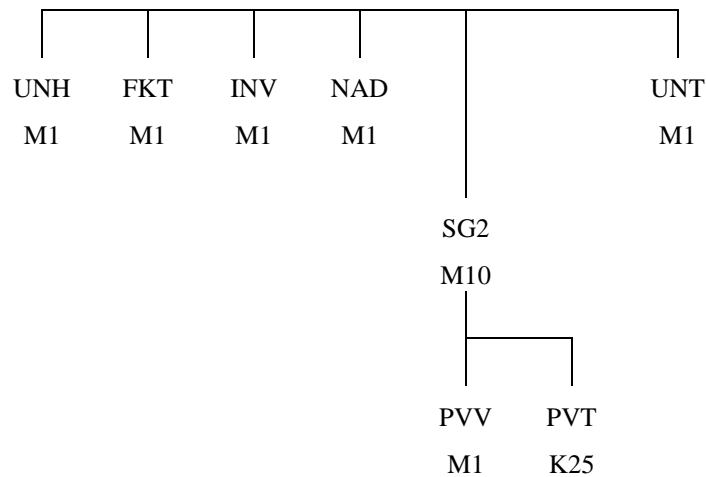 UNH FKT INV NAD UNT
M1 M1 M1 M1 M1
SG2
M10
PVV PVT
M1 K25